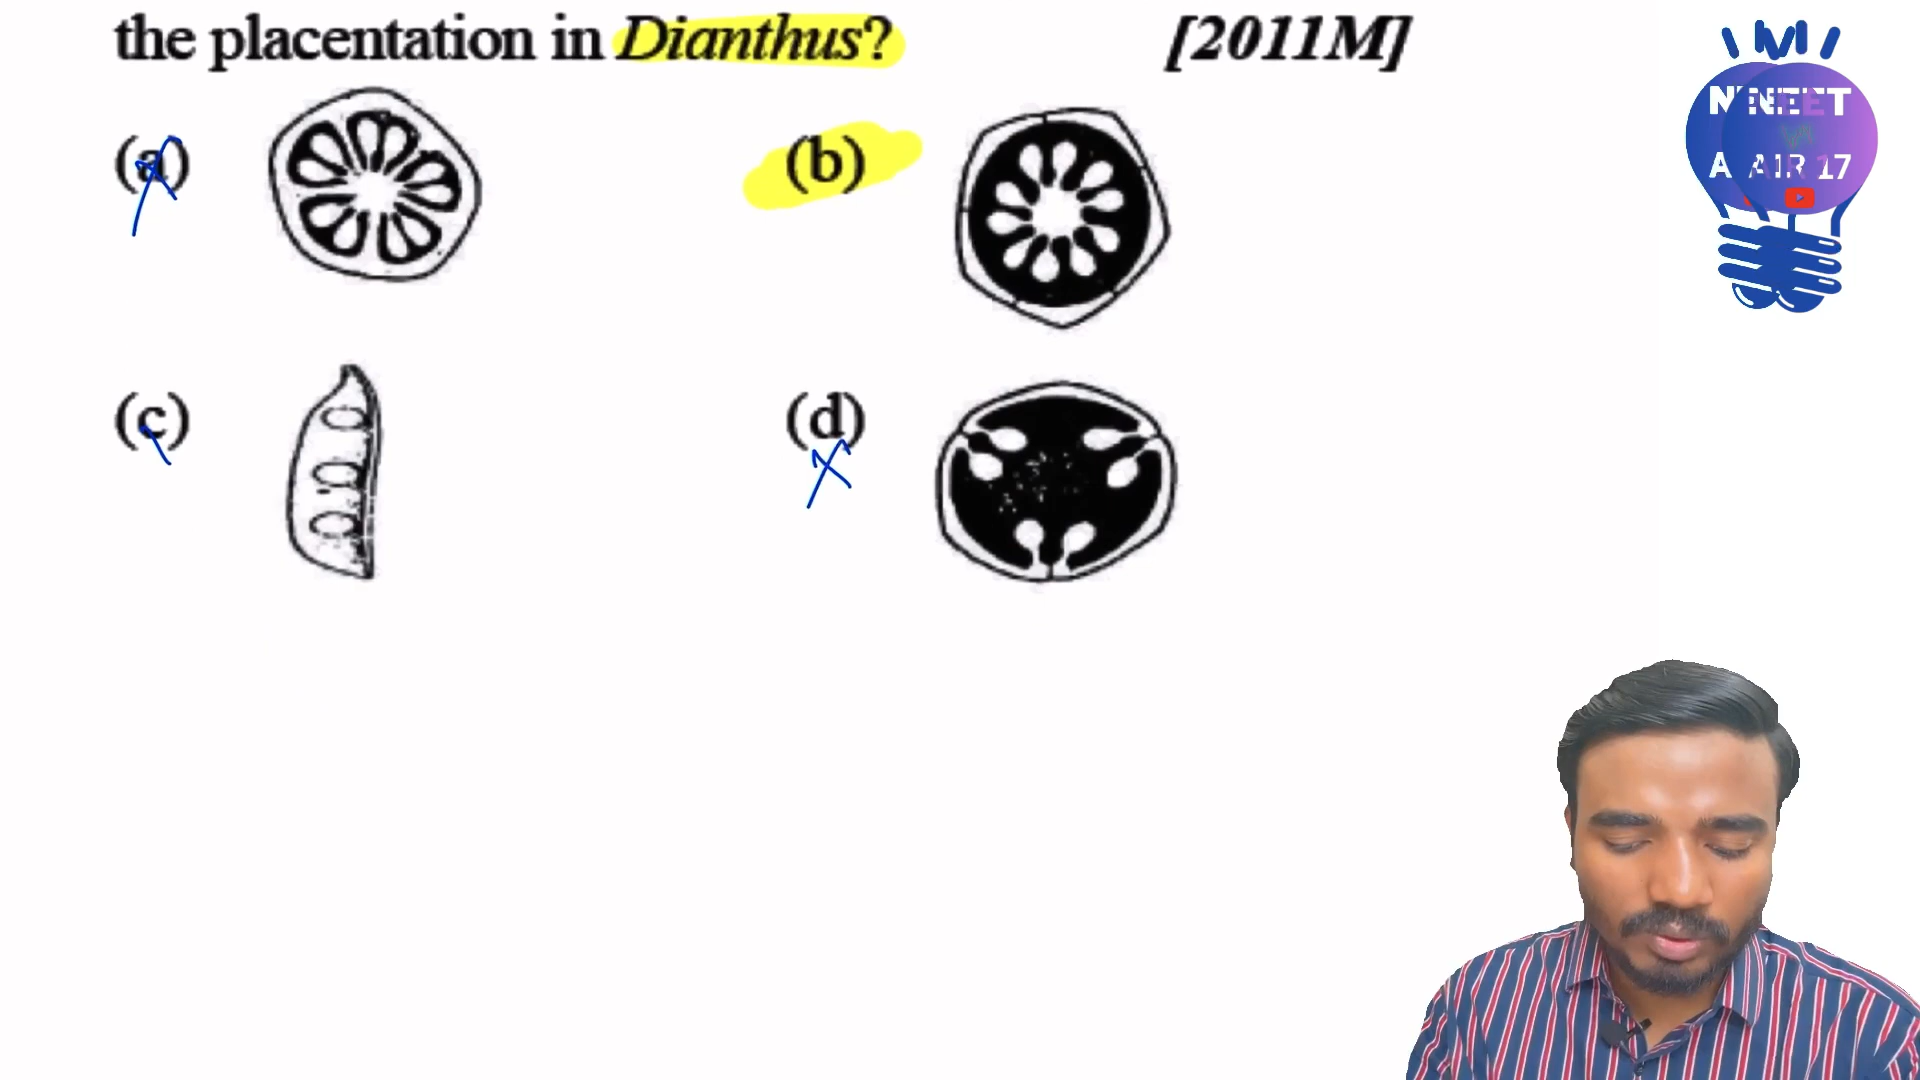 the placentation in Dianthus? [2011M]
(a) (b)
(c) (d)
NEET
AIR 17